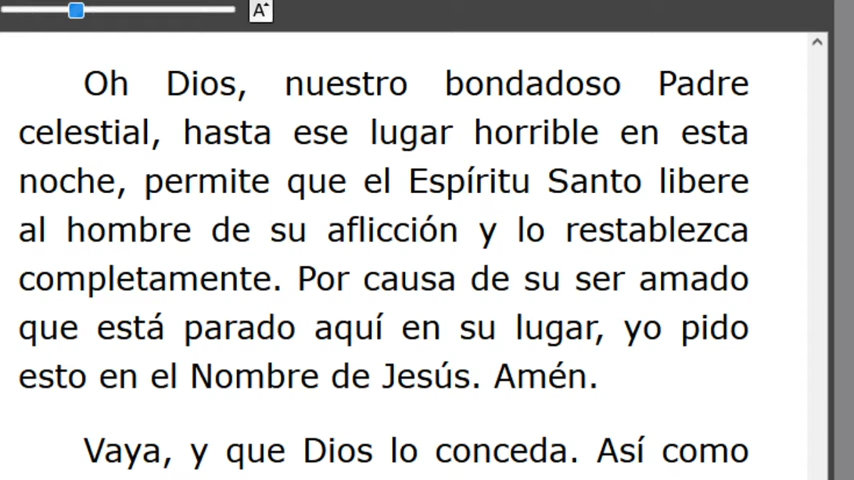 A
Oh Dios, nuestro bondadoso Padre
celestial, hasta ese lugar horrible en esta
noche, permite que el Espíritu Santo libere
al hombre de su aflicción y lo restablezca
completamente. Por causa de su ser amado
que está parado aquí en su lugar, yo pido
esto en el Nombre de Jesús. Amén.
Vaya, y que Dios lo conceda. Así como